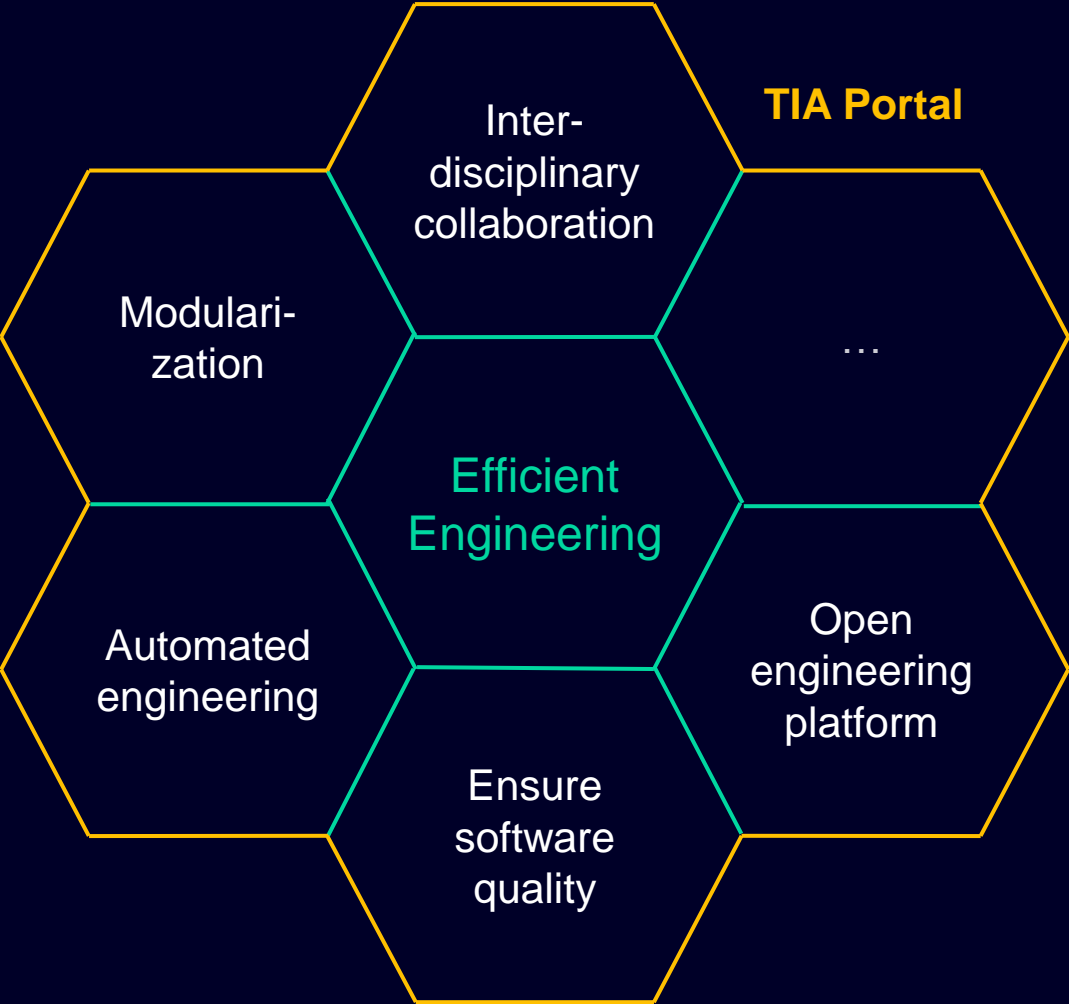 TIA Portal
Inter-
disciplinary
collaboration
Modulari-
zation
…
Efficient
Engineering
Automated
engineering
Open
engineering
platform
Ensure
software
quality